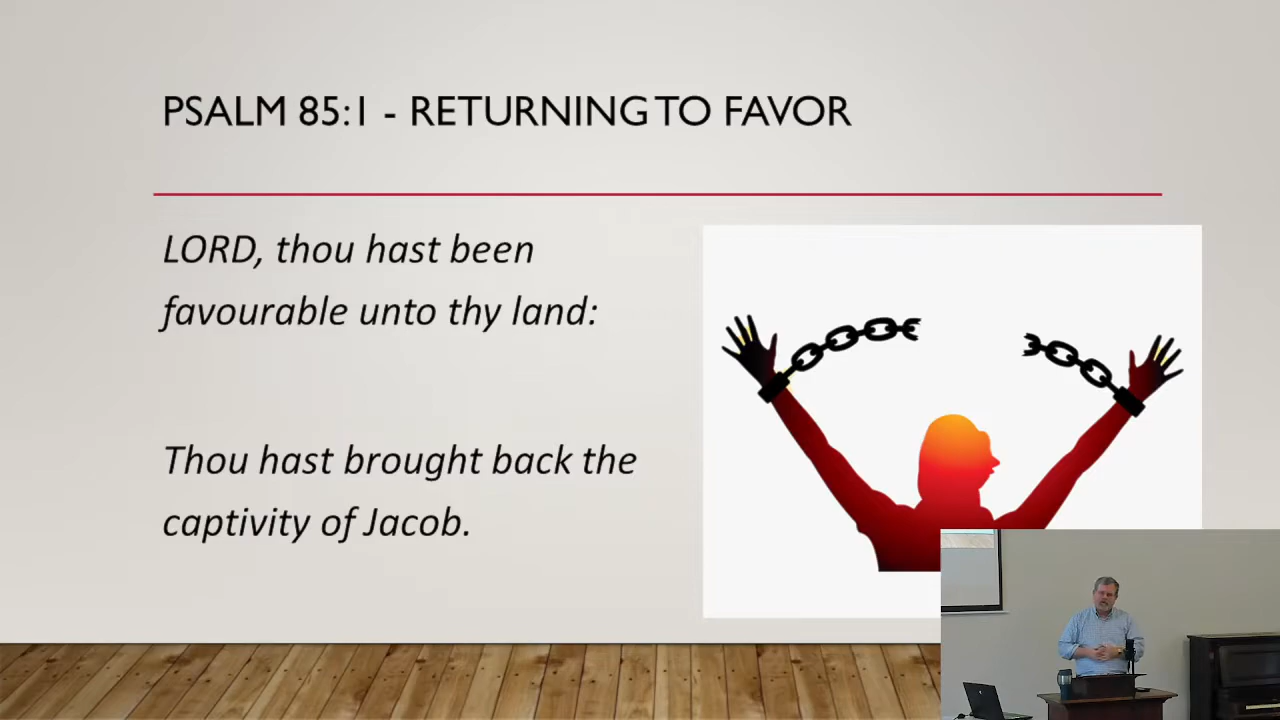 PSALM 85:1 - RETURNING TO FAVOR
LORD, thou hast been
favourable unto thy land:
Thou hast brought back the
captivity of Jacob.